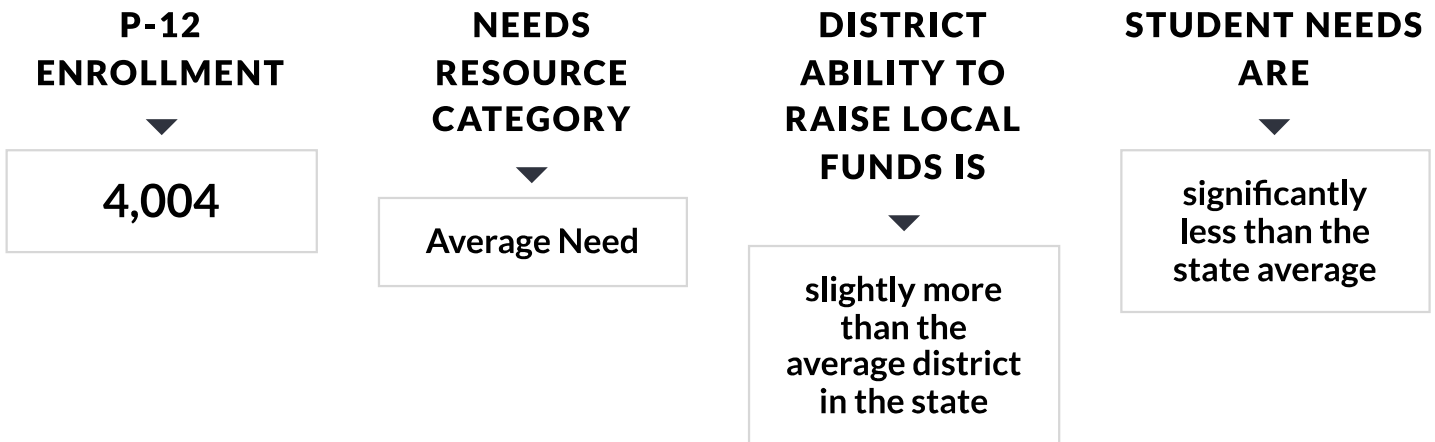 P-12
ENROLLMENT
4,004
NEEDS
RESOURCE
CATEGORY
Average Need
DISTRICT
ABILITY TO
RAISE LOCAL
FUNDS IS
slightly more
than the
average district
in the state
STUDENT NEEDS
ARE
significantly
less than the
state average